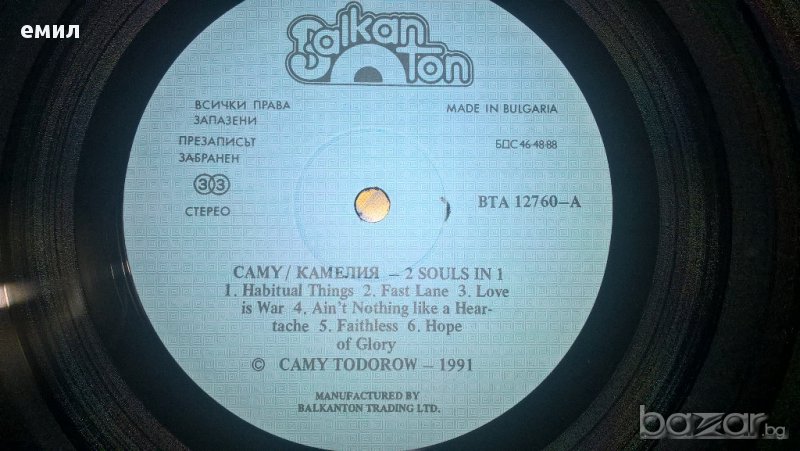 емил
Balkan
Ton
ВСИЧКИ ПРАВА
ЗАПАЗЕНИ
ПРЕЗАПИСЪТ
ЗАБРАНЕН
33
СТЕРЕО
MADE IN BULGARIA
БДС 46-48-88
ВТА 12760–А
CAMY / КАМЕЛИЯ – 2 SOULS IN 1
1. Habitual Things 2. Fast Lane 3. Love
is War 4. Ain't Nothing like a Hear-
tache 5. Faithless 6. Hope
of Glory
© CAMY TODOROW – 1991
MANUFACTURED BY
BALKANTON TRADING LTD.
bazar.bg